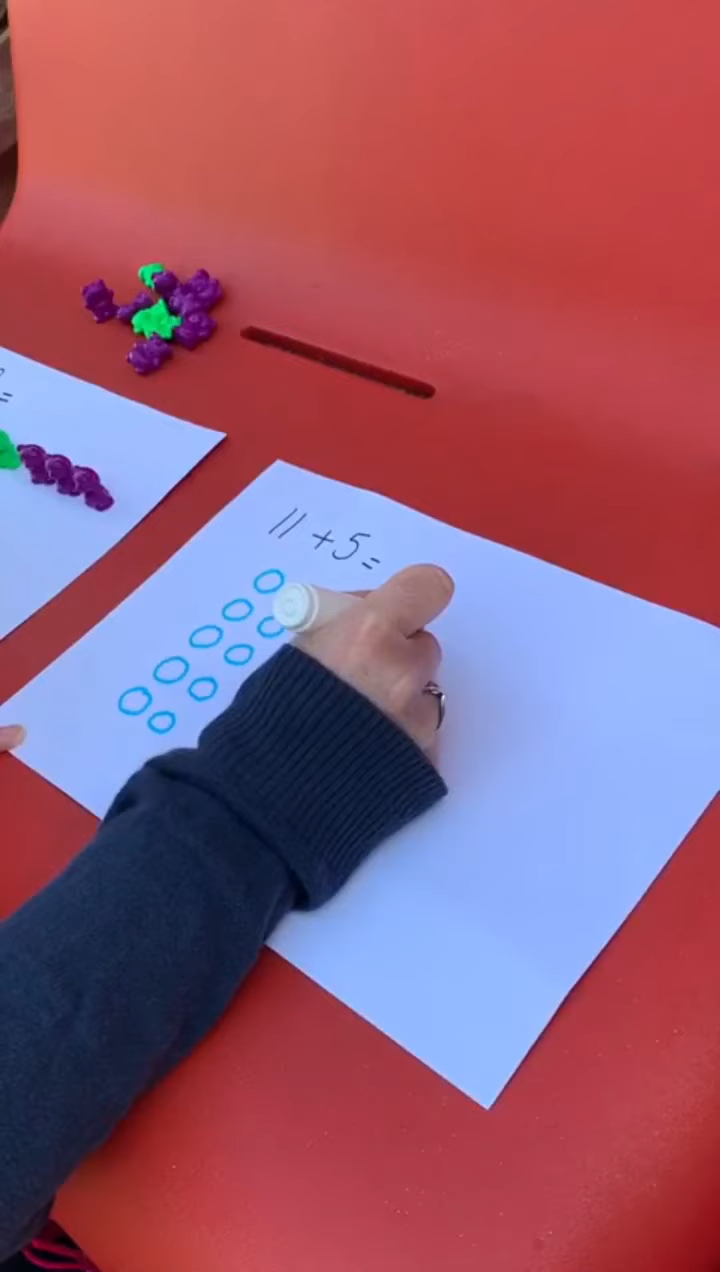 =
11 + 5 =